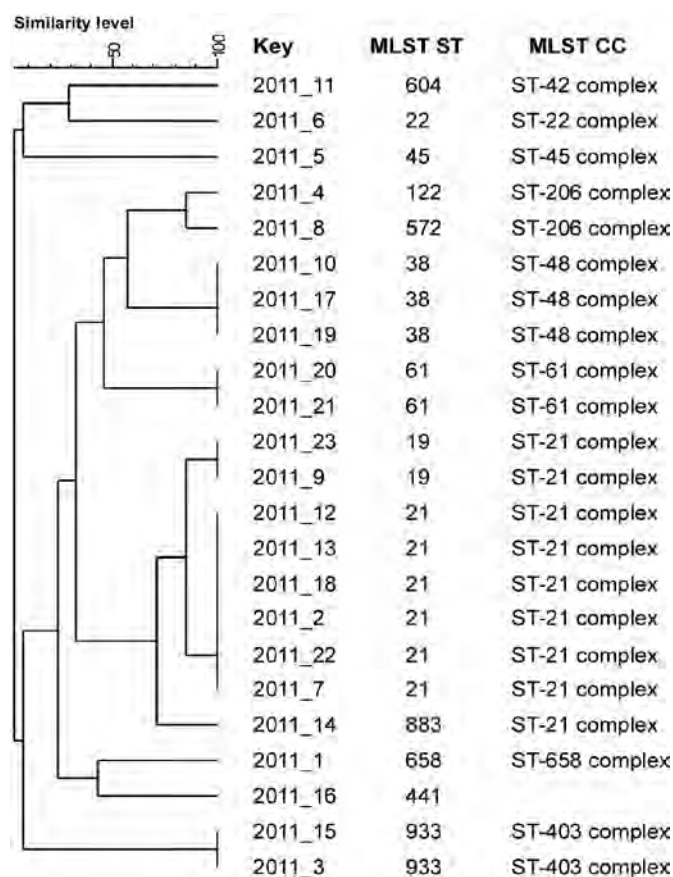 Similarity level
50
100
Key MLST ST MLST CC
2011_11 604 ST-42 complex
2011_6 22 ST-22 complex
2011_5 45 ST-45 complex
2011_4 122 ST-206 complex
2011_8 572 ST-206 complex
2011_10 38 ST-48 complex
2011_17 38 ST-48 complex
2011_19 38 ST-48 complex
2011_20 61 ST-61 complex
2011_21 61 ST-61 complex
2011_23 19 ST-21 complex
2011_9 19 ST-21 complex
2011_12 21 ST-21 complex
2011_13 21 ST-21 complex
2011_18 21 ST-21 complex
2011_2 21 ST-21 complex
2011_22 21 ST-21 complex
2011_7 21 ST-21 complex
2011_14 883 ST-21 complex
2011_1 658 ST-658 complex
2011_16 441
2011_15 933 ST-403 complex
2011_3 933 ST-403 complex